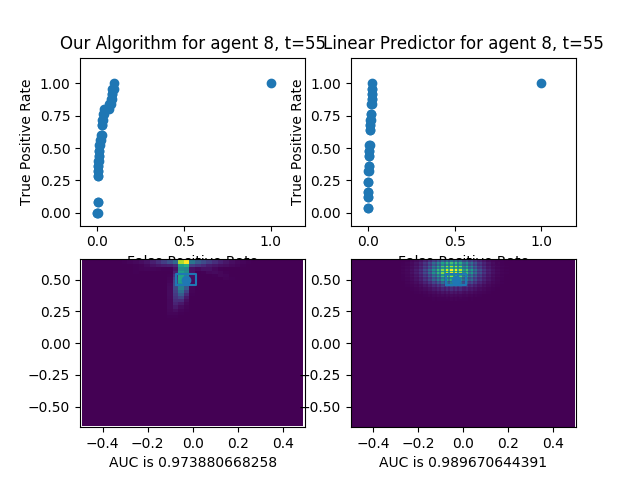 Our Algorithm for agent 8, t=55
Linear Predictor for agent 8, t=55
True Positive Rate
1.00
0.75
0.50
0.25
0.00
0.0 0.5 1.0
False Positive Rate
True Positive Rate
1.00
0.75
0.50
0.25
0.00
0.0 0.5 1.0
False Positive Rate
0.50
0.25
0.00
−0.25
−0.50
−0.4 −0.2 0.0 0.2 0.4
AUC is 0.973880668258
0.50
0.25
0.00
−0.25
−0.50
−0.4 −0.2 0.0 0.2 0.4
AUC is 0.989670644391